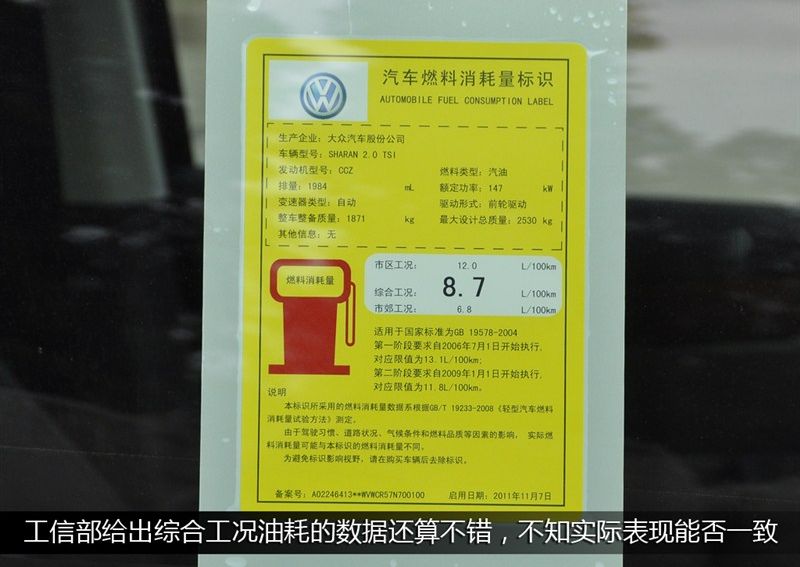 汽车燃料消耗量标识
AUTOMOBILE FUEL CONSUMPTION LABEL
生产企业：大众汽车股份公司
车辆型号：SHARAN 2.0 TSI
发动机型号：CCZ 燃料类型：汽油
排量：1984 mL 额定功率：147 kW
变速器类型：自动 驱动形式：前轮驱动
整车整备质量：1871 kg 最大设计总质量：2530 kg
其他信息：无
燃料消耗量
市区工况： 12.0 L/100km
综合工况： 8.7 L/100km
市郊工况： 6.8 L/100km
适用于国家标准为GB 19578-2004
第一阶段要求自2006年7月1日开始执行，
对应限值为13.1L/100km;
第二阶段要求自2009年1月1日开始执行，
对应限值为11.8L/100km。
说明
本标识所采用的燃料消耗量数据系根据GB/T 19233-2008《轻型汽车燃料
消耗量试验方法》测定。
由于驾驶习惯、道路状况、气候条件和燃料品质等因素的影响， 实际燃
料消耗量可能与本标识的燃料消耗量不同。
为避免标识影响视野，请在购买车辆后去除标识。
备案号：A02246413**WVWCR57N700100 启用日期：2011年11月7日
工信部给出综合工况油耗的数据还算不错，不知实际表现能否一致